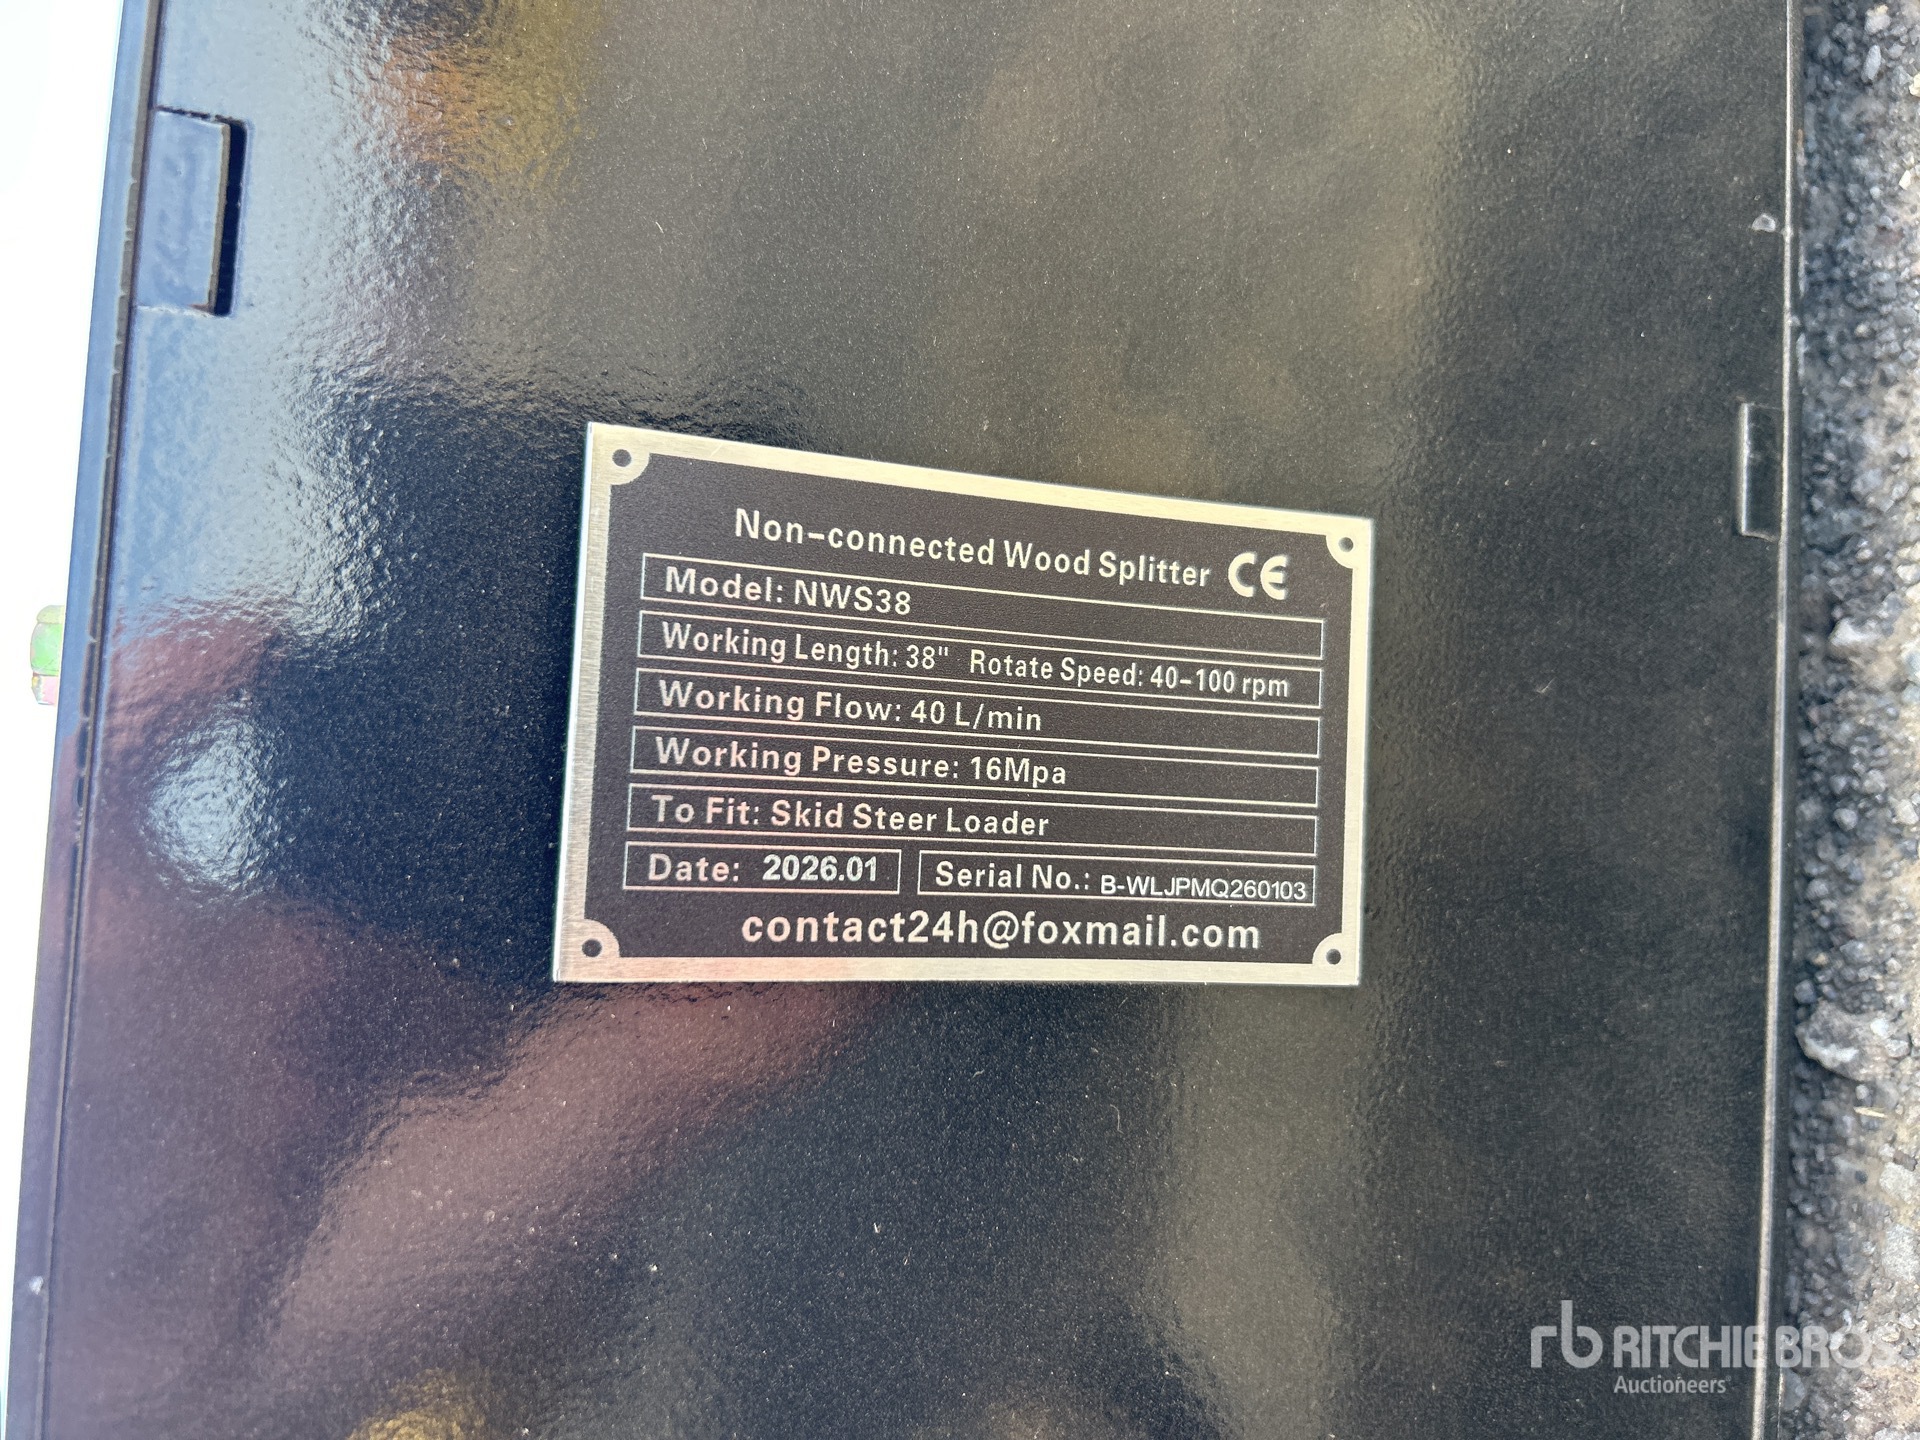 Non-connected Wood Splitter CE
Model: NWS38
Working Length: 38" Rotate Speed: 40-100 rpm
Working Flow: 40 L/min
Working Pressure: 16Mpa
To Fit: Skid Steer Loader
Date: 2026.01 Serial No.: B-WLJPMQ260103
contact24h@foxmail.com
rb RITCHIE BROS
Auctioneers